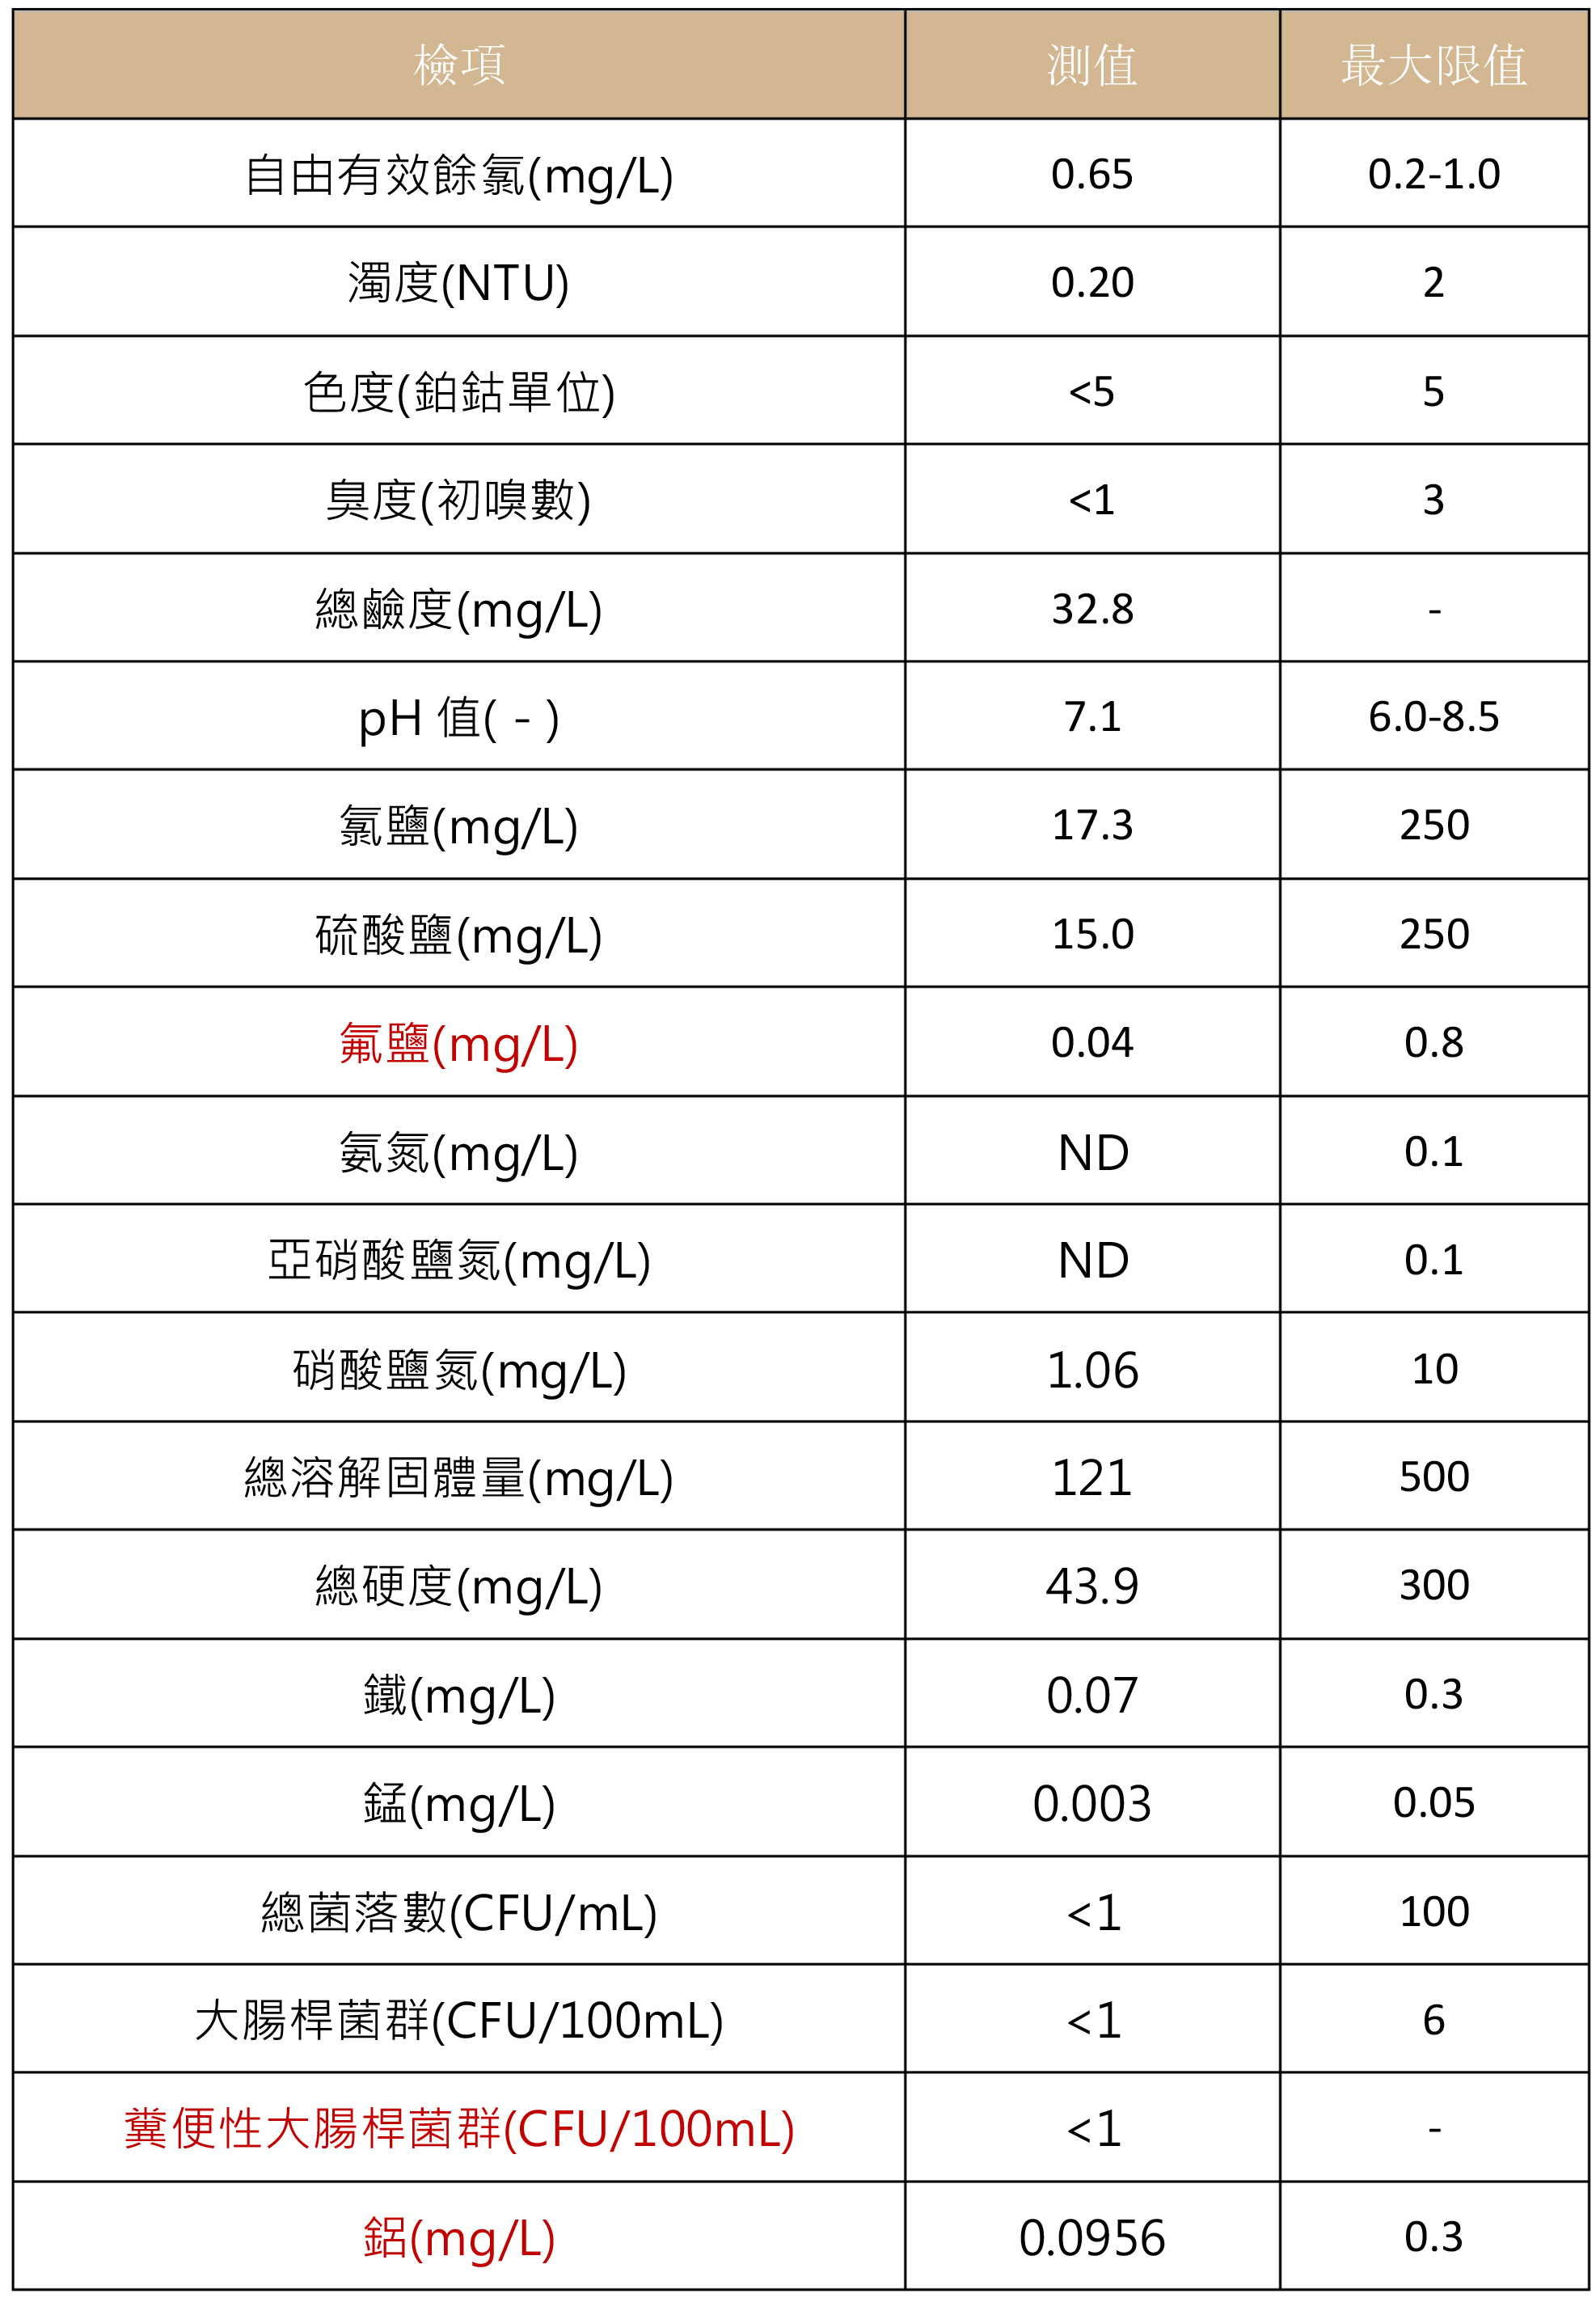 檢項 測值 最大限值
自由有效餘氯(mg/L) 0.65 0.2-1.0
濁度(NTU) 0.20 2
色度(鉑鈷單位) <5 5
臭度(初嗅數) <1 3
總鹼度(mg/L) 32.8 -
pH 值( - ) 7.1 6.0-8.5
氯鹽(mg/L) 17.3 250
硫酸鹽(mg/L) 15.0 250
氟鹽(mg/L) 0.04 0.8
氨氮(mg/L) ND 0.1
亞硝酸鹽氮(mg/L) ND 0.1
硝酸鹽氮(mg/L) 1.06 10
總溶解固體量(mg/L) 121 500
總硬度(mg/L) 43.9 300
鐵(mg/L) 0.07 0.3
錳(mg/L) 0.003 0.05
總菌落數(CFU/mL) <1 100
大腸桿菌群(CFU/100mL) <1 6
糞便性大腸桿菌群(CFU/100mL) <1 -
鋁(mg/L) 0.0956 0.3